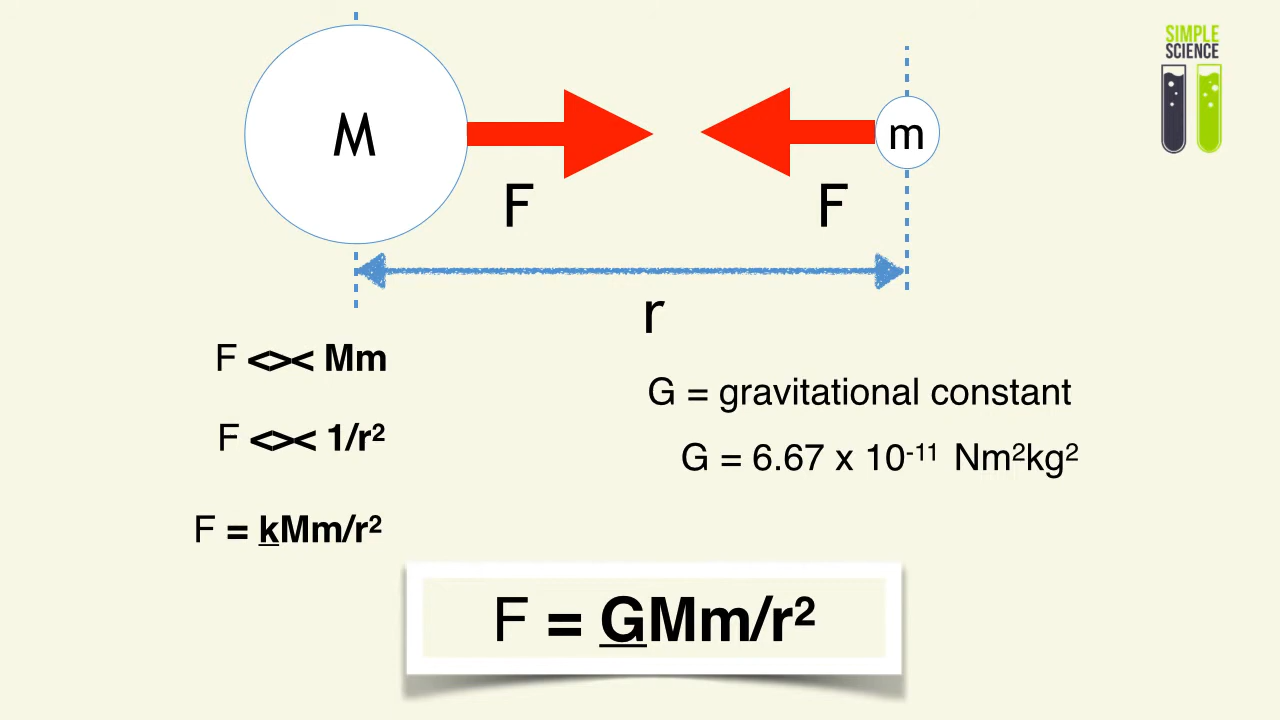 SIMPLE
SCIENCE
M
m
F
F
r
F <>< Mm
F <>< 1/r²
F = kMm/r²
G = gravitational constant
G = 6.67 x 10⁻¹¹ Nm²kg²
F = GMm/r²